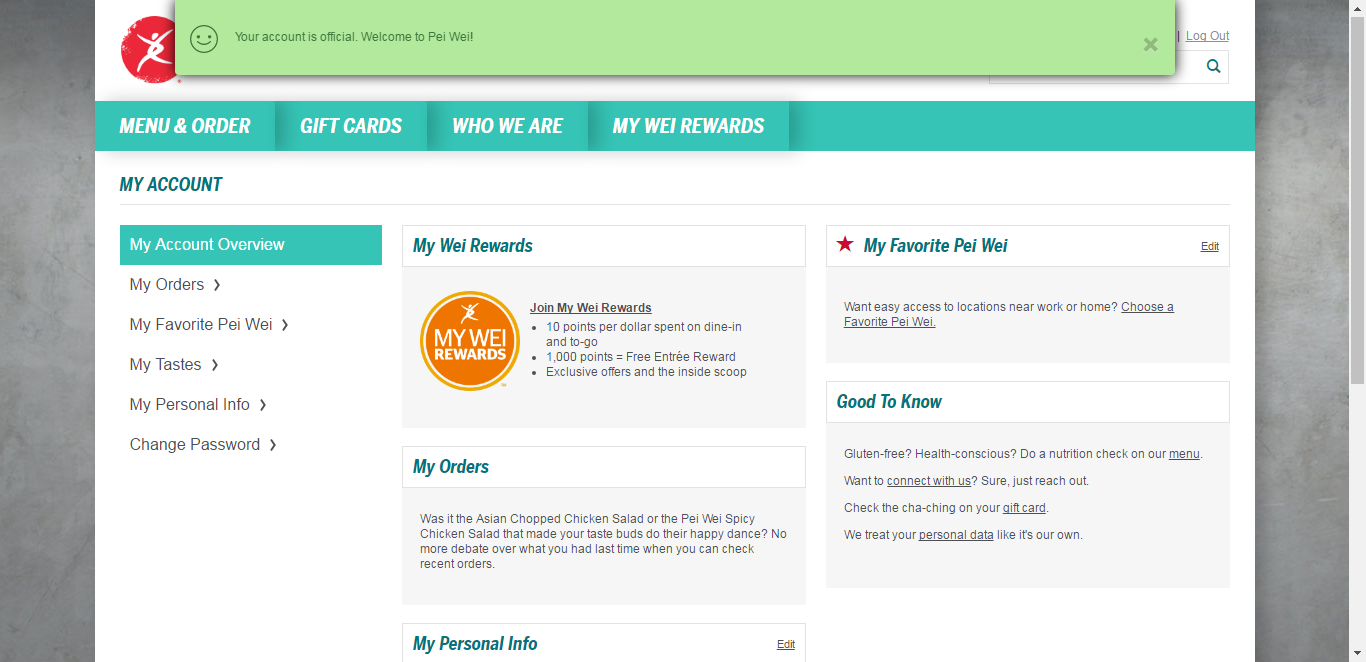 Your account is official. Welcome to Pei Wei!
| Log Out
MENU & ORDER
GIFT CARDS
WHO WE ARE
MY WEI REWARDS
MY ACCOUNT
My Account Overview
My Orders
My Favorite Pei Wei
My Tastes
My Personal Info
Change Password
My Wei Rewards
MY WEI
REWARDS
Join My Wei Rewards
10 points per dollar spent on dine-in
and to-go
1,000 points = Free Entrée Reward
Exclusive offers and the inside scoop
My Orders
Was it the Asian Chopped Chicken Salad or the Pei Wei Spicy
Chicken Salad that made your taste buds do their happy dance? No
more debate over what you had last time when you can check
recent orders.
My Personal Info
Edit
My Favorite Pei Wei
Edit
Want easy access to locations near work or home? Choose a
Favorite Pei Wei.
Good To Know
Gluten-free? Health-conscious? Do a nutrition check on our menu.
Want to connect with us? Sure, just reach out.
Check the cha-ching on your gift card.
We treat your personal data like it's our own.